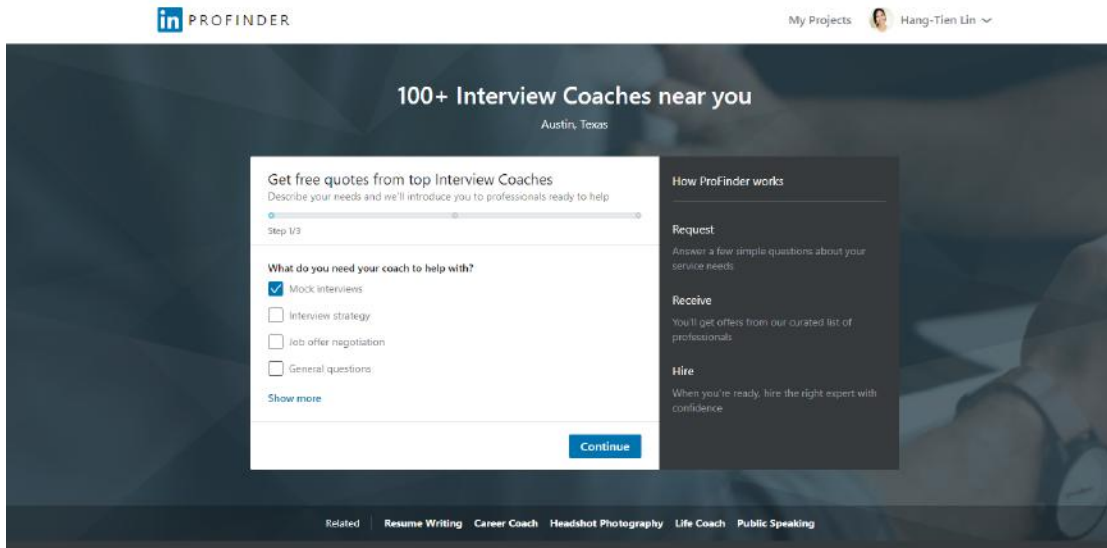 in PROFINDER
My Projects
Hang-Tien Lin
100+ Interview Coaches near you
Austin, Texas
Get free quotes from top Interview Coaches
Describe your needs and we'll introduce you to professionals ready to help
Step 1/3
What do you need your coach to help with?
Mock interviews
Interview strategy
Job offer negotiation
General questions
Show more
Continue
How ProFinder works
Request
Answer a few simple questions about your
service needs
Receive
You'll get offers from our curated list of
professionals
Hire
When you're ready, hire the right expert with
confidence
Related
Resume Writing Career Coach Headshot Photography Life Coach Public Speaking